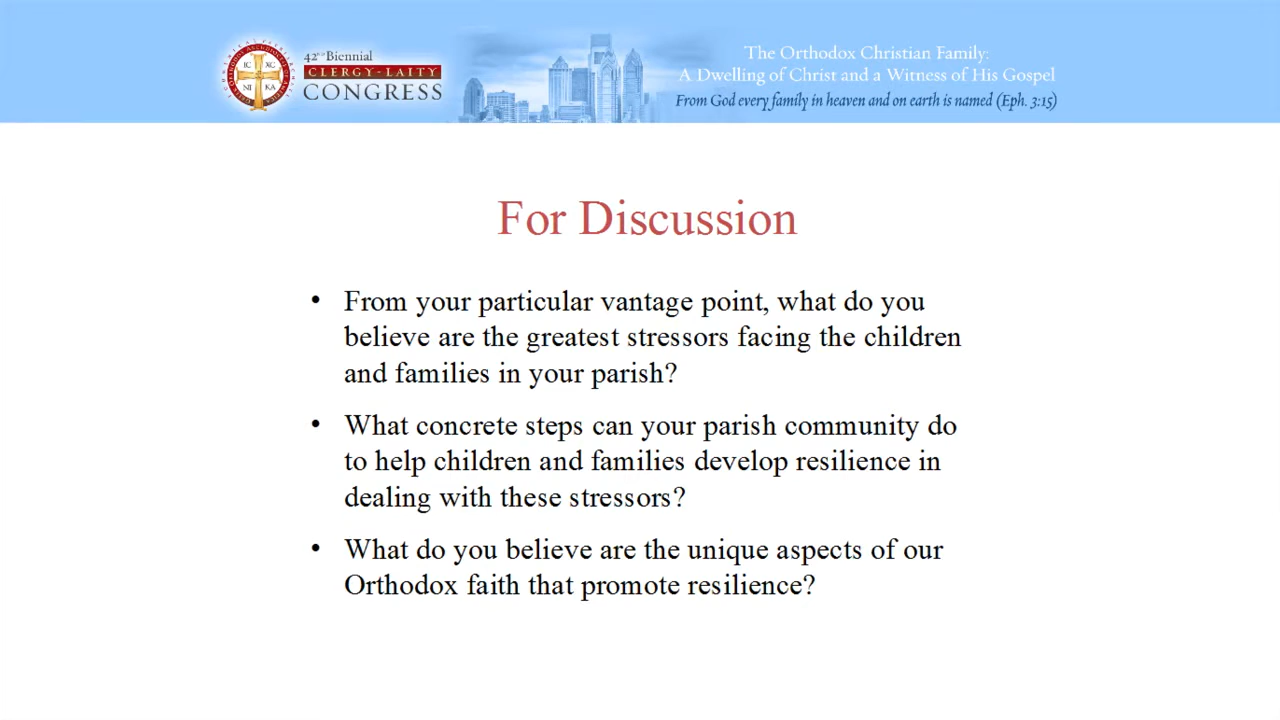 42nd Biennial
CLERGY-LAITY
CONGRESS
IC XC
NI KA
The Orthodox Christian Family:
A Dwelling of Christ and a Witness of His Gospel
From God every family in heaven and on earth is named (Eph. 3:15)
For Discussion
• From your particular vantage point, what do you
believe are the greatest stressors facing the children
and families in your parish?
• What concrete steps can your parish community do
to help children and families develop resilience in
dealing with these stressors?
• What do you believe are the unique aspects of our
Orthodox faith that promote resilience?